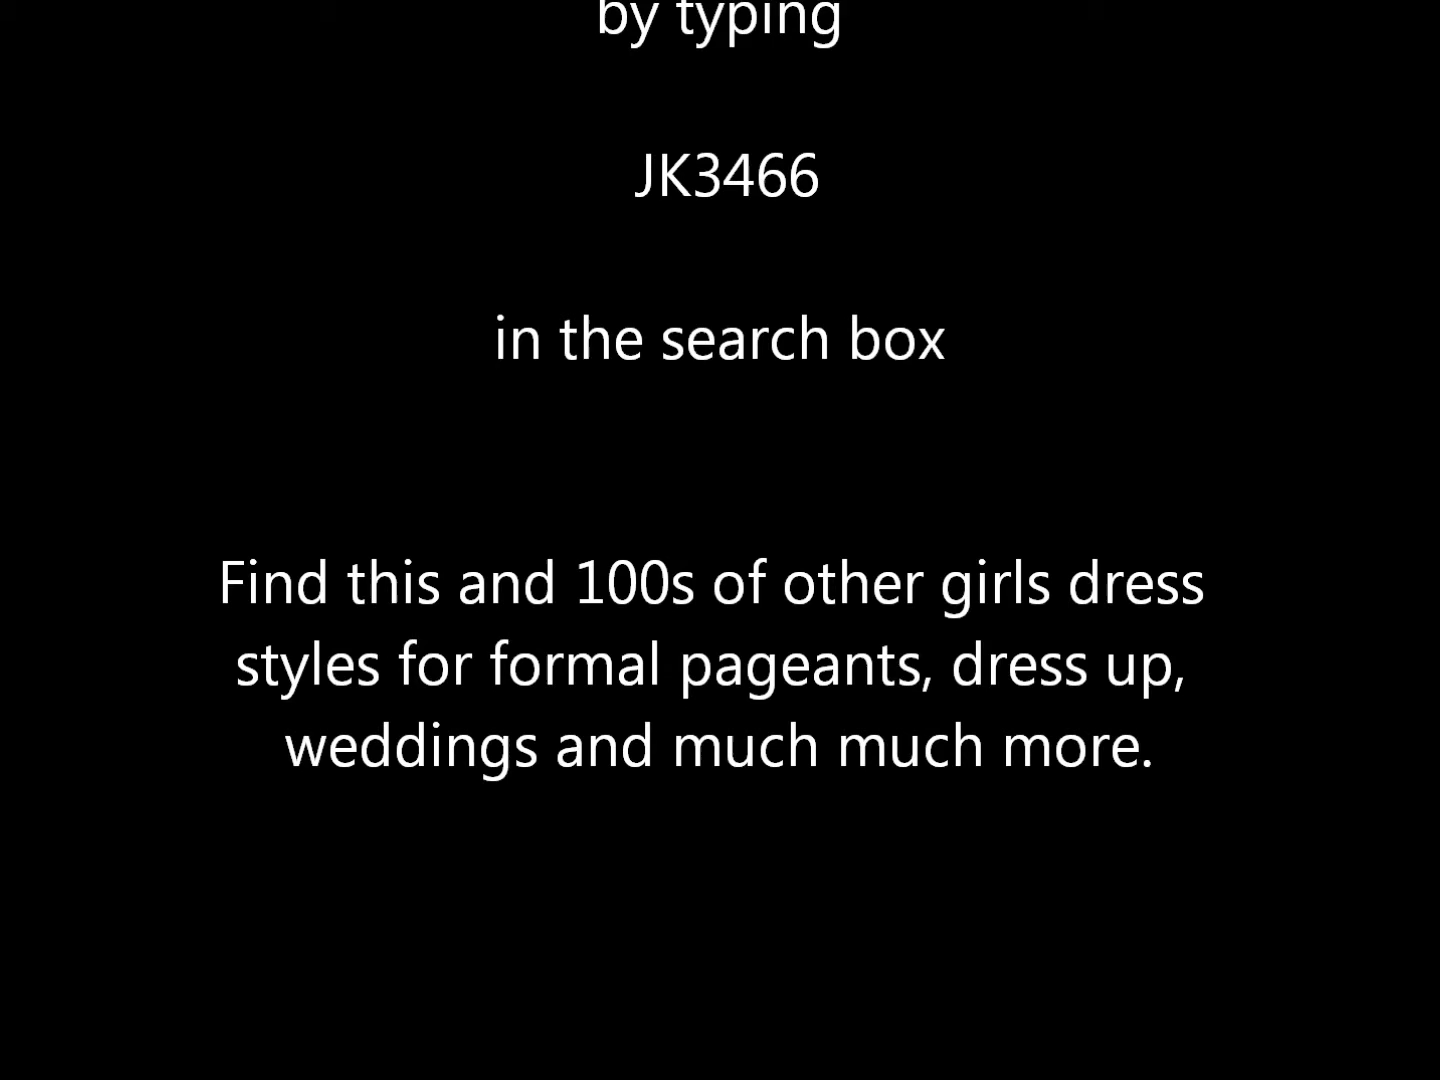 by typing
JK3466
in the search box
Find this and 100s of other girls dress
styles for formal pageants, dress up,
weddings and much much more.